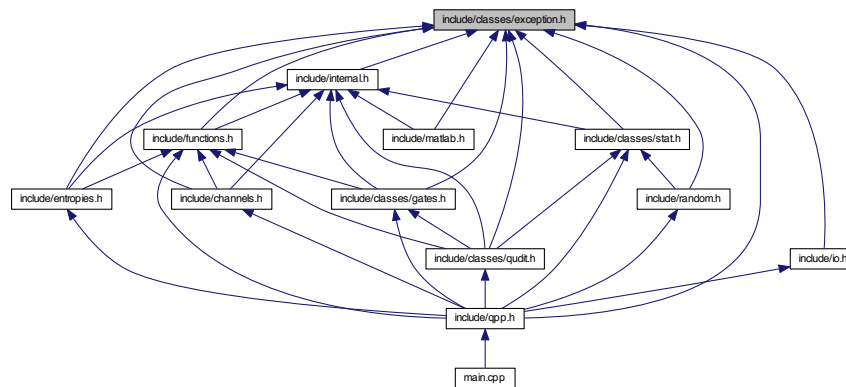 include/classes/exception.h
include/internal.h
include/functions.h
include/matlab.h
include/classes/stat.h
include/entropies.h
include/channels.h
include/classes/gates.h
include/random.h
include/classes/qudit.h
include/io.h
include/qpp.h
main.cpp